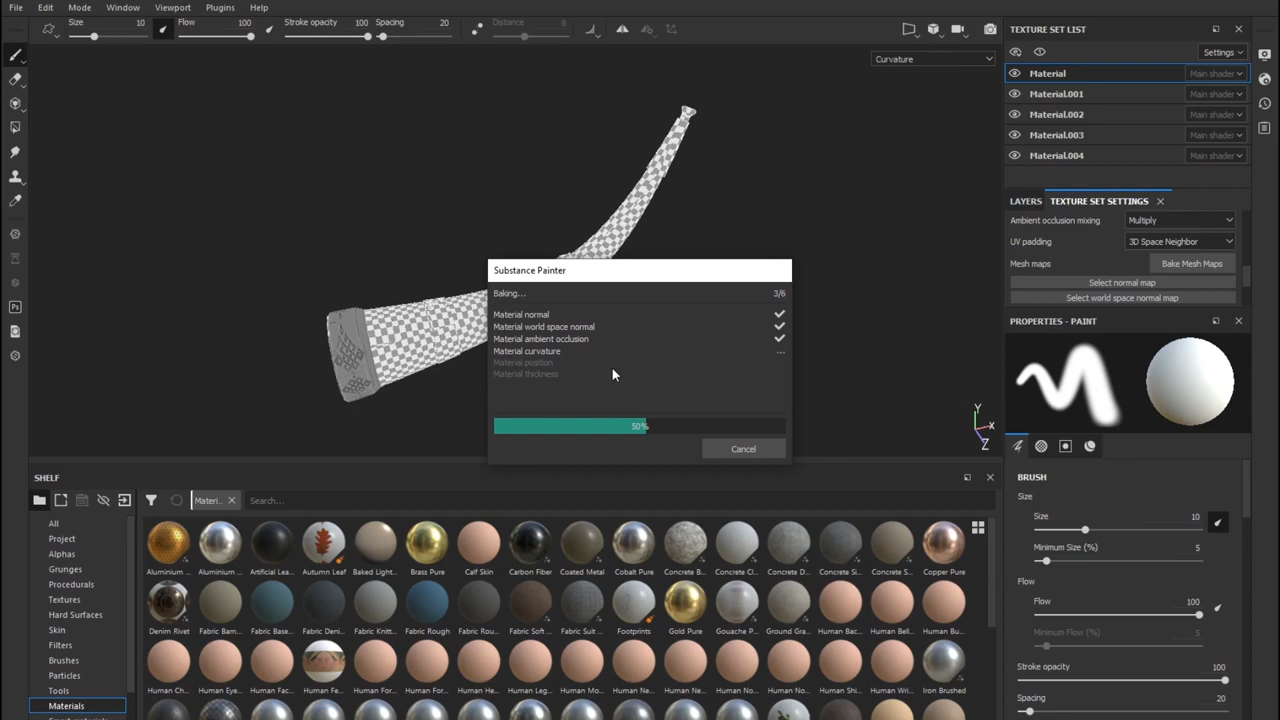 File Edit Mode Window Viewport Plugins Help
Size 10 Flow 100 Stroke opacity 100 Spacing 20 Distance 8
Curvature
TEXTURE SET LIST
Settings
Material Main shader
Material.001 Main shader
Material.002 Main shader
Material.003 Main shader
Material.004 Main shader
LAYERS TEXTURE SET SETTINGS
Ambient occlusion mixing Multiply
UV padding 3D Space Neighbor
Mesh maps Bake Mesh Maps
Select normal map
Select world space normal map
Substance Painter
Baking... 3/6
Material normal
Material world space normal
Material ambient occlusion
Material curvature ...
Material position
Material thickness
50%
Cancel
Y
X
Z
PROPERTIES - PAINT
BRUSH
Size
Size 10
Minimum Size (%) 5
Flow
Flow 100
Minimum Flow (%) 5
Stroke opacity 100
Spacing 20
SHELF
Ps
Materi... Search...
All
Project
Alphas
Grunges
Procedurals
Textures
Hard Surfaces
Skin
Filters
Brushes
Particles
Tools
Materials
Aluminium ... Aluminium ... Artificial Lea... Autumn Leaf Baked Light... Brass Pure Calf Skin Carbon Fiber Coated Metal Cobalt Pure Concrete B... Concrete Cl... Concrete D... Concrete Si... Concrete S... Copper Pure
Denim Rivet Fabric Bam... Fabric Base... Fabric Deni... Fabric Knitt... Fabric Rough Fabric Rou... Fabric Soft ... Fabric Suit ... Footprints Gold Pure Gouache P... Ground Gra... Human Bac... Human Bell... Human Bu...
Human Ch... Human Eye... Human Fac... Human Fe... Human For... Human For... Human He... Human Leg... Human Mo... Human Ne... Human Ne... Human No... Human No... Human Shi... Human Wri... Iron Brushed